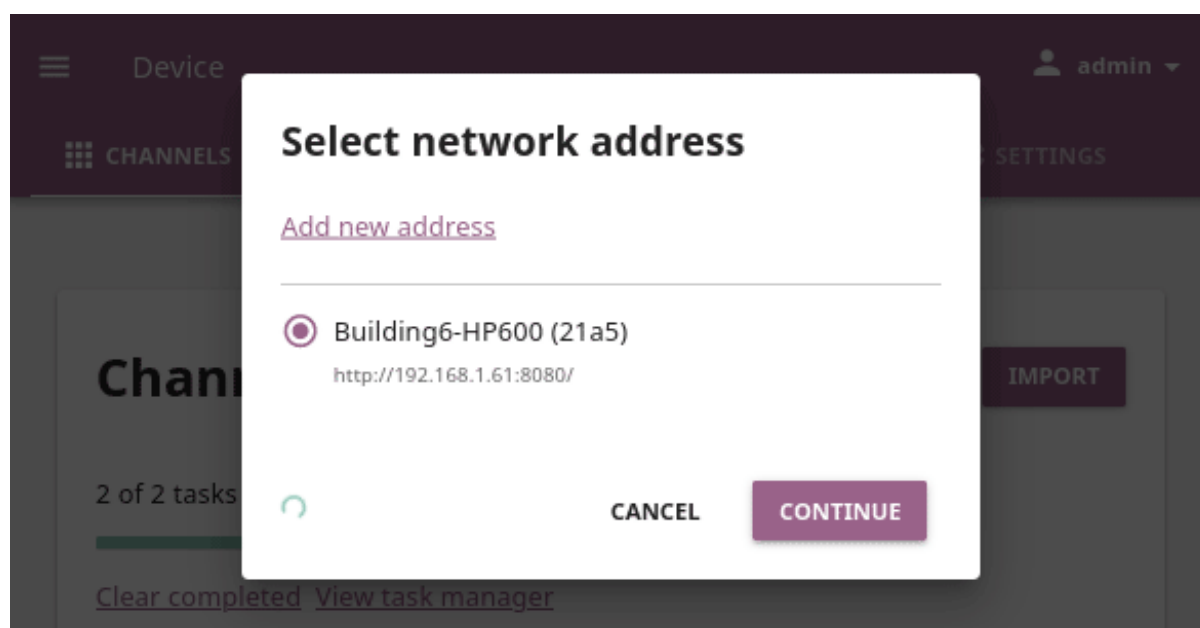 Device
admin
CHANNELS
SETTINGS
Select network address
Add new address
Building6-HP600 (21a5)
http://192.168.1.61:8080/
IMPORT
2 of 2 tasks
CANCEL
CONTINUE
Clear completed View task manager